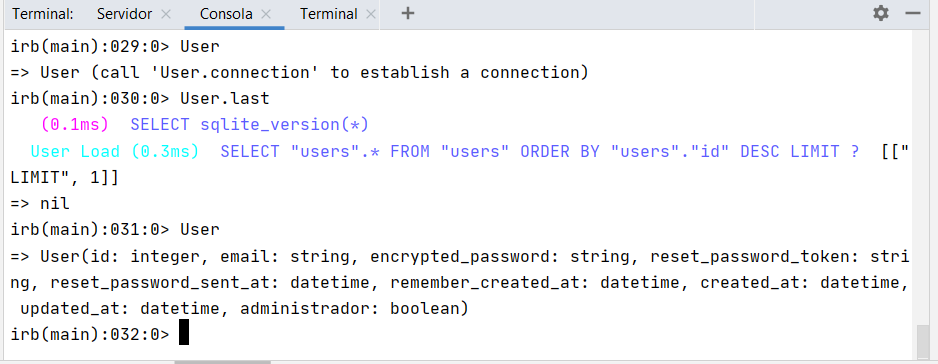 Terminal: Servidor × Consola × Terminal × +
irb(main):029:0> User
=> User (call 'User.connection' to establish a connection)
irb(main):030:0> User.last
(0.1ms)  SELECT sqlite_version(*)
User Load (0.3ms)  SELECT "users".* FROM "users" ORDER BY "users"."id" DESC LIMIT ?  [["
LIMIT", 1]]
=> nil
irb(main):031:0> User
=> User(id: integer, email: string, encrypted_password: string, reset_password_token: stri
ng, reset_password_sent_at: datetime, remember_created_at: datetime, created_at: datetime,
updated_at: datetime, administrador: boolean)
irb(main):032:0>